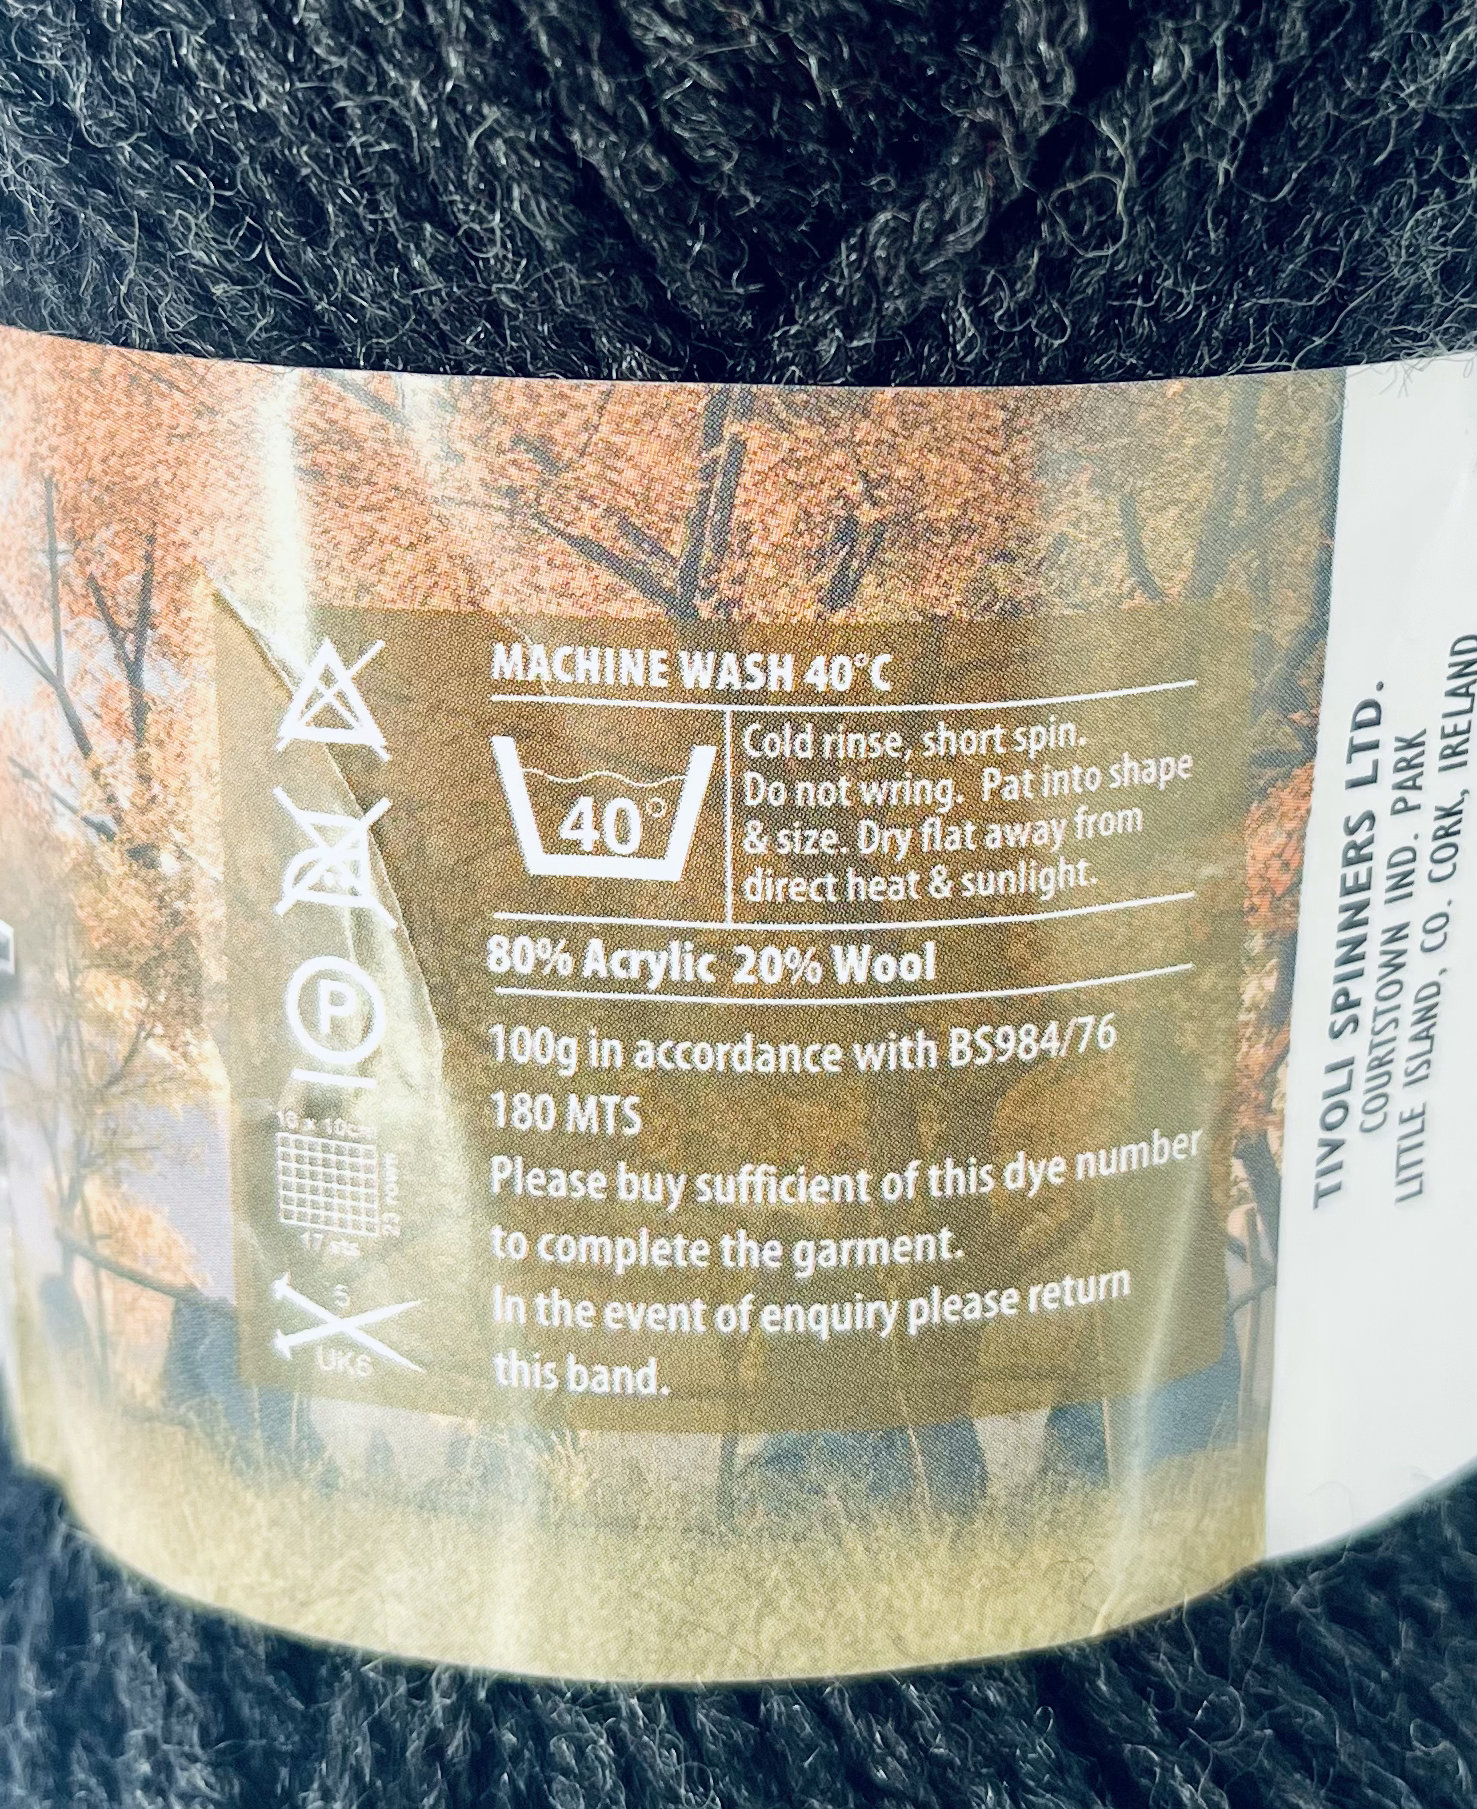 MACHINE WASH 40°C
40°
Cold rinse, short spin.
Do not wring. Pat into shape
& size. Dry flat away from
direct heat & sunlight.
80% Acrylic 20% Wool
100g in accordance with BS984/76
180 MTS
Please buy sufficient of this dye number
to complete the garment.
In the event of enquiry please return
this band.
P
17 sts
UK6
TIVOLI SPINNERS LTD.
COURTSTOWN IND. PARK
LITTLE ISLAND, CO. CORK, IRELAND